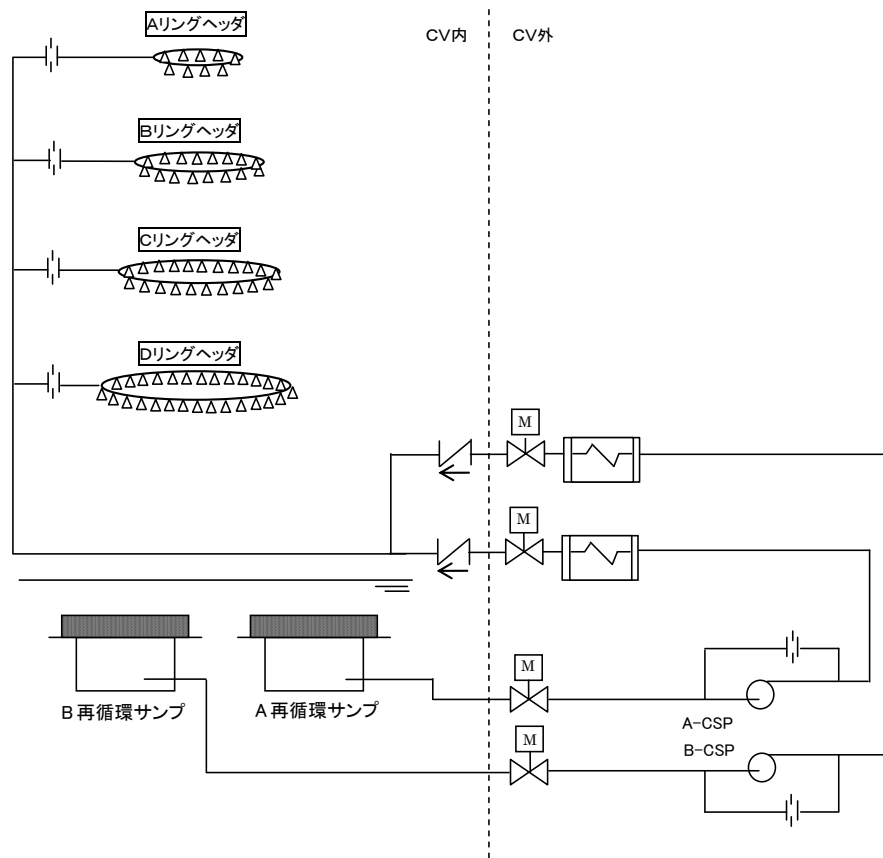 Aリングヘッダ
CV内
CV外
Bリングヘッダ
Cリングヘッダ
Dリングヘッダ
M
M
M
B再循環サンプ
A再循環サンプ
A-CSP
M
B-CSP